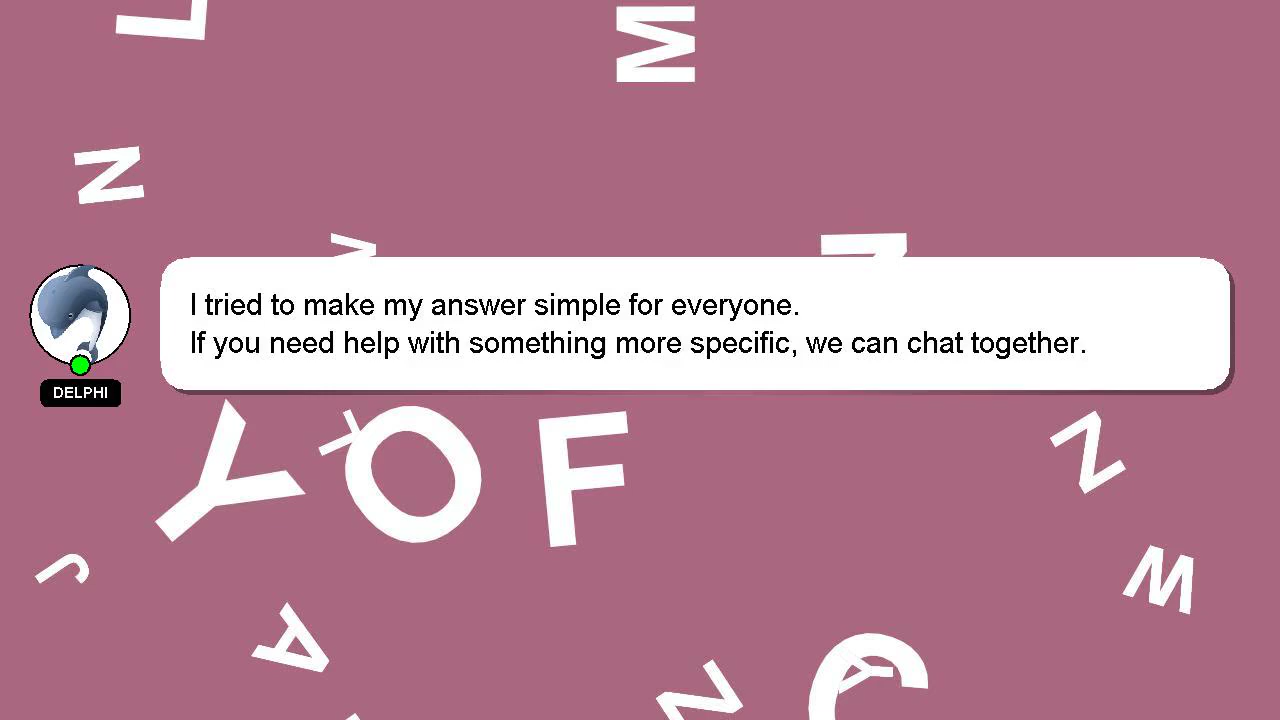 L
M
N
I tried to make my answer simple for everyone.
If you need help with something more specific, we can chat together.
DELPHI
Y
O
F
N
J
W
A
N
C
A